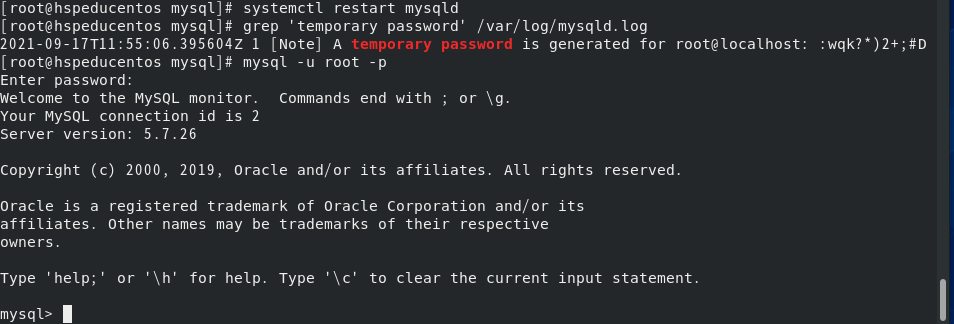 [root@hspeducentos mysql]# systemctl restart mysqld
[root@hspeducentos mysql]# grep 'temporary password' /var/log/mysqld.log
2021-09-17T11:55:06.395604Z 1 [Note] A temporary password is generated for root@localhost: :wqk?*)2+;#D
[root@hspeducentos mysql]# mysql -u root -p
Enter password:
Welcome to the MySQL monitor.  Commands end with ; or \g.
Your MySQL connection id is 2
Server version: 5.7.26

Copyright (c) 2000, 2019, Oracle and/or its affiliates. All rights reserved.

Oracle is a registered trademark of Oracle Corporation and/or its
affiliates. Other names may be trademarks of their respective
owners.

Type 'help;' or '\h' for help. Type '\c' to clear the current input statement.

mysql>